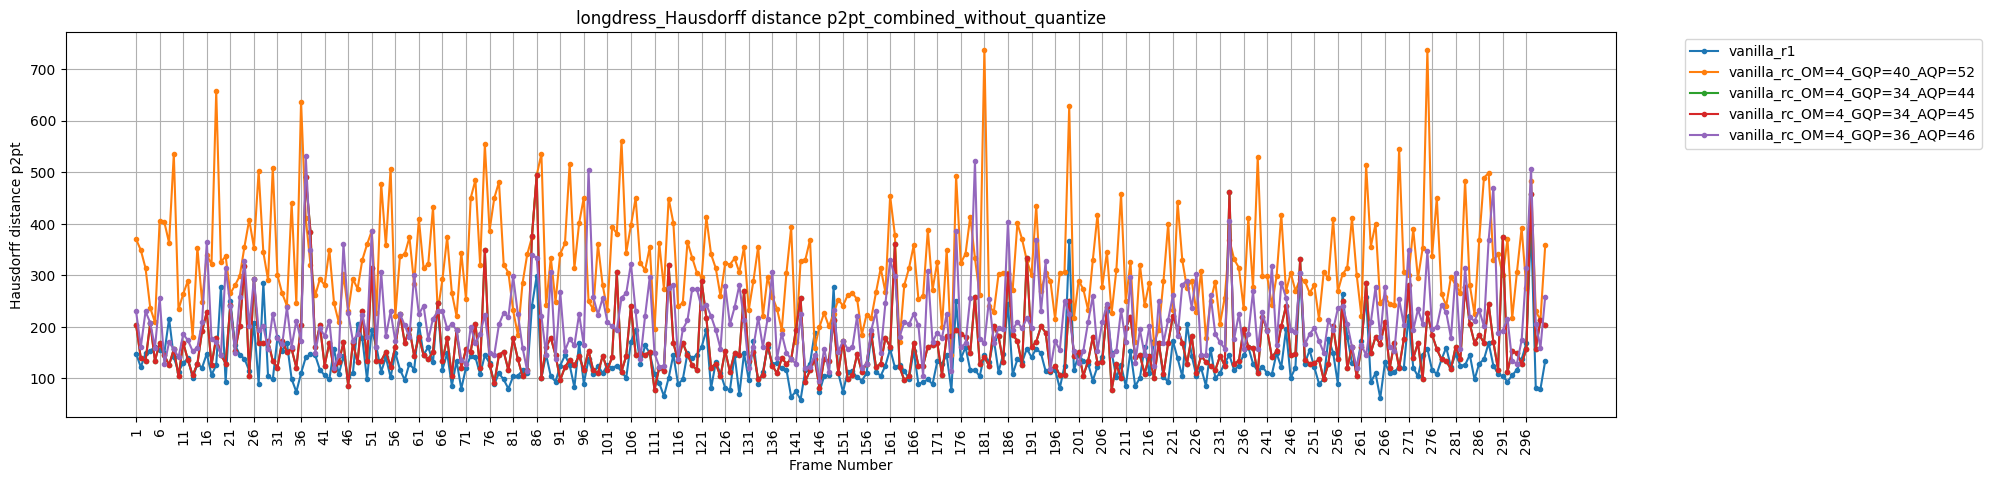 longdress_Hausdorff distance p2pt_combined_without_quantize
Hausdorff distance p2pt
700
600
500
400
300
200
100
1 6 11 16 21 26 31 36 41 46 51 56 61 66 71 76 81 86 91 96 101 106 111 116 121 126 131 136 141 146 151 156 161 166 171 176 181 186 191 196 201 206 211 216 221 226 231 236 241 246 251 256 261 266 271 276 281 286 291 296
Frame Number
vanilla_r1
vanilla_rc_OM=4_GQP=40_AQP=52
vanilla_rc_OM=4_GQP=34_AQP=44
vanilla_rc_OM=4_GQP=34_AQP=45
vanilla_rc_OM=4_GQP=36_AQP=46